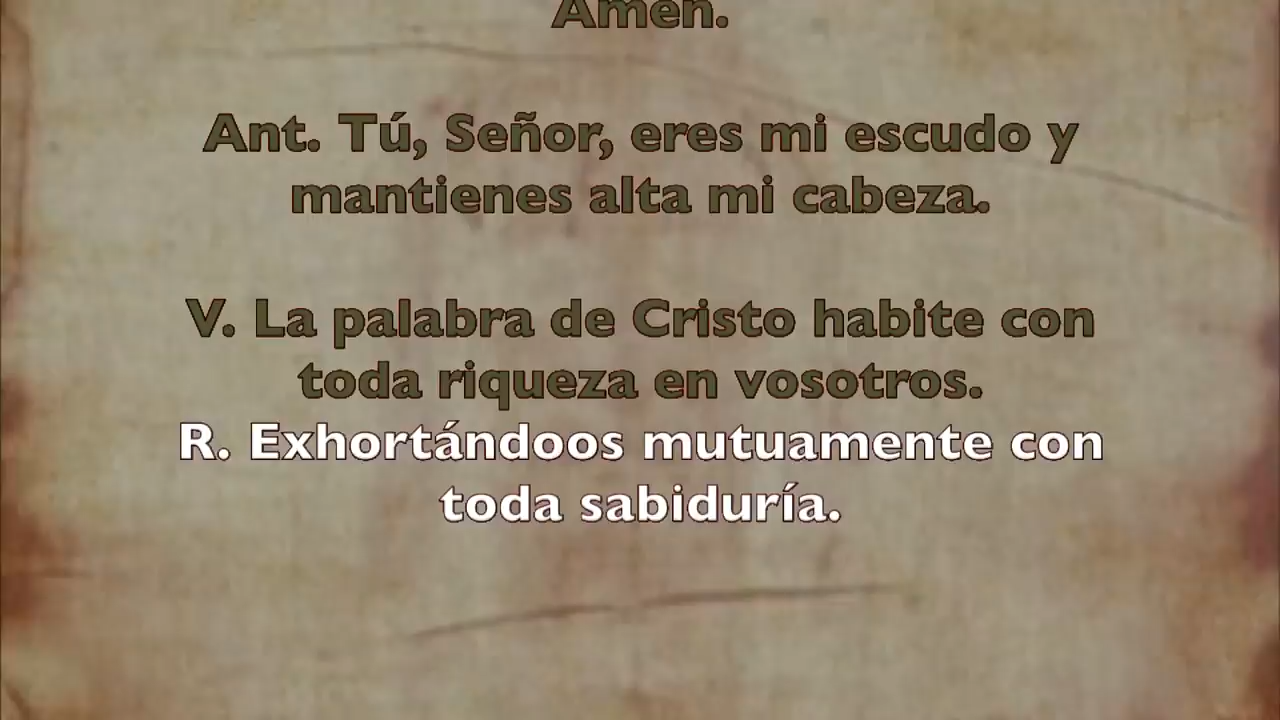 Amén.
Ant. Tú, Señor, eres mi escudo y
mantienes alta mi cabeza.
V. La palabra de Cristo habite con
toda riqueza en vosotros.
R. Exhortándoos mutuamente con
toda sabiduría.